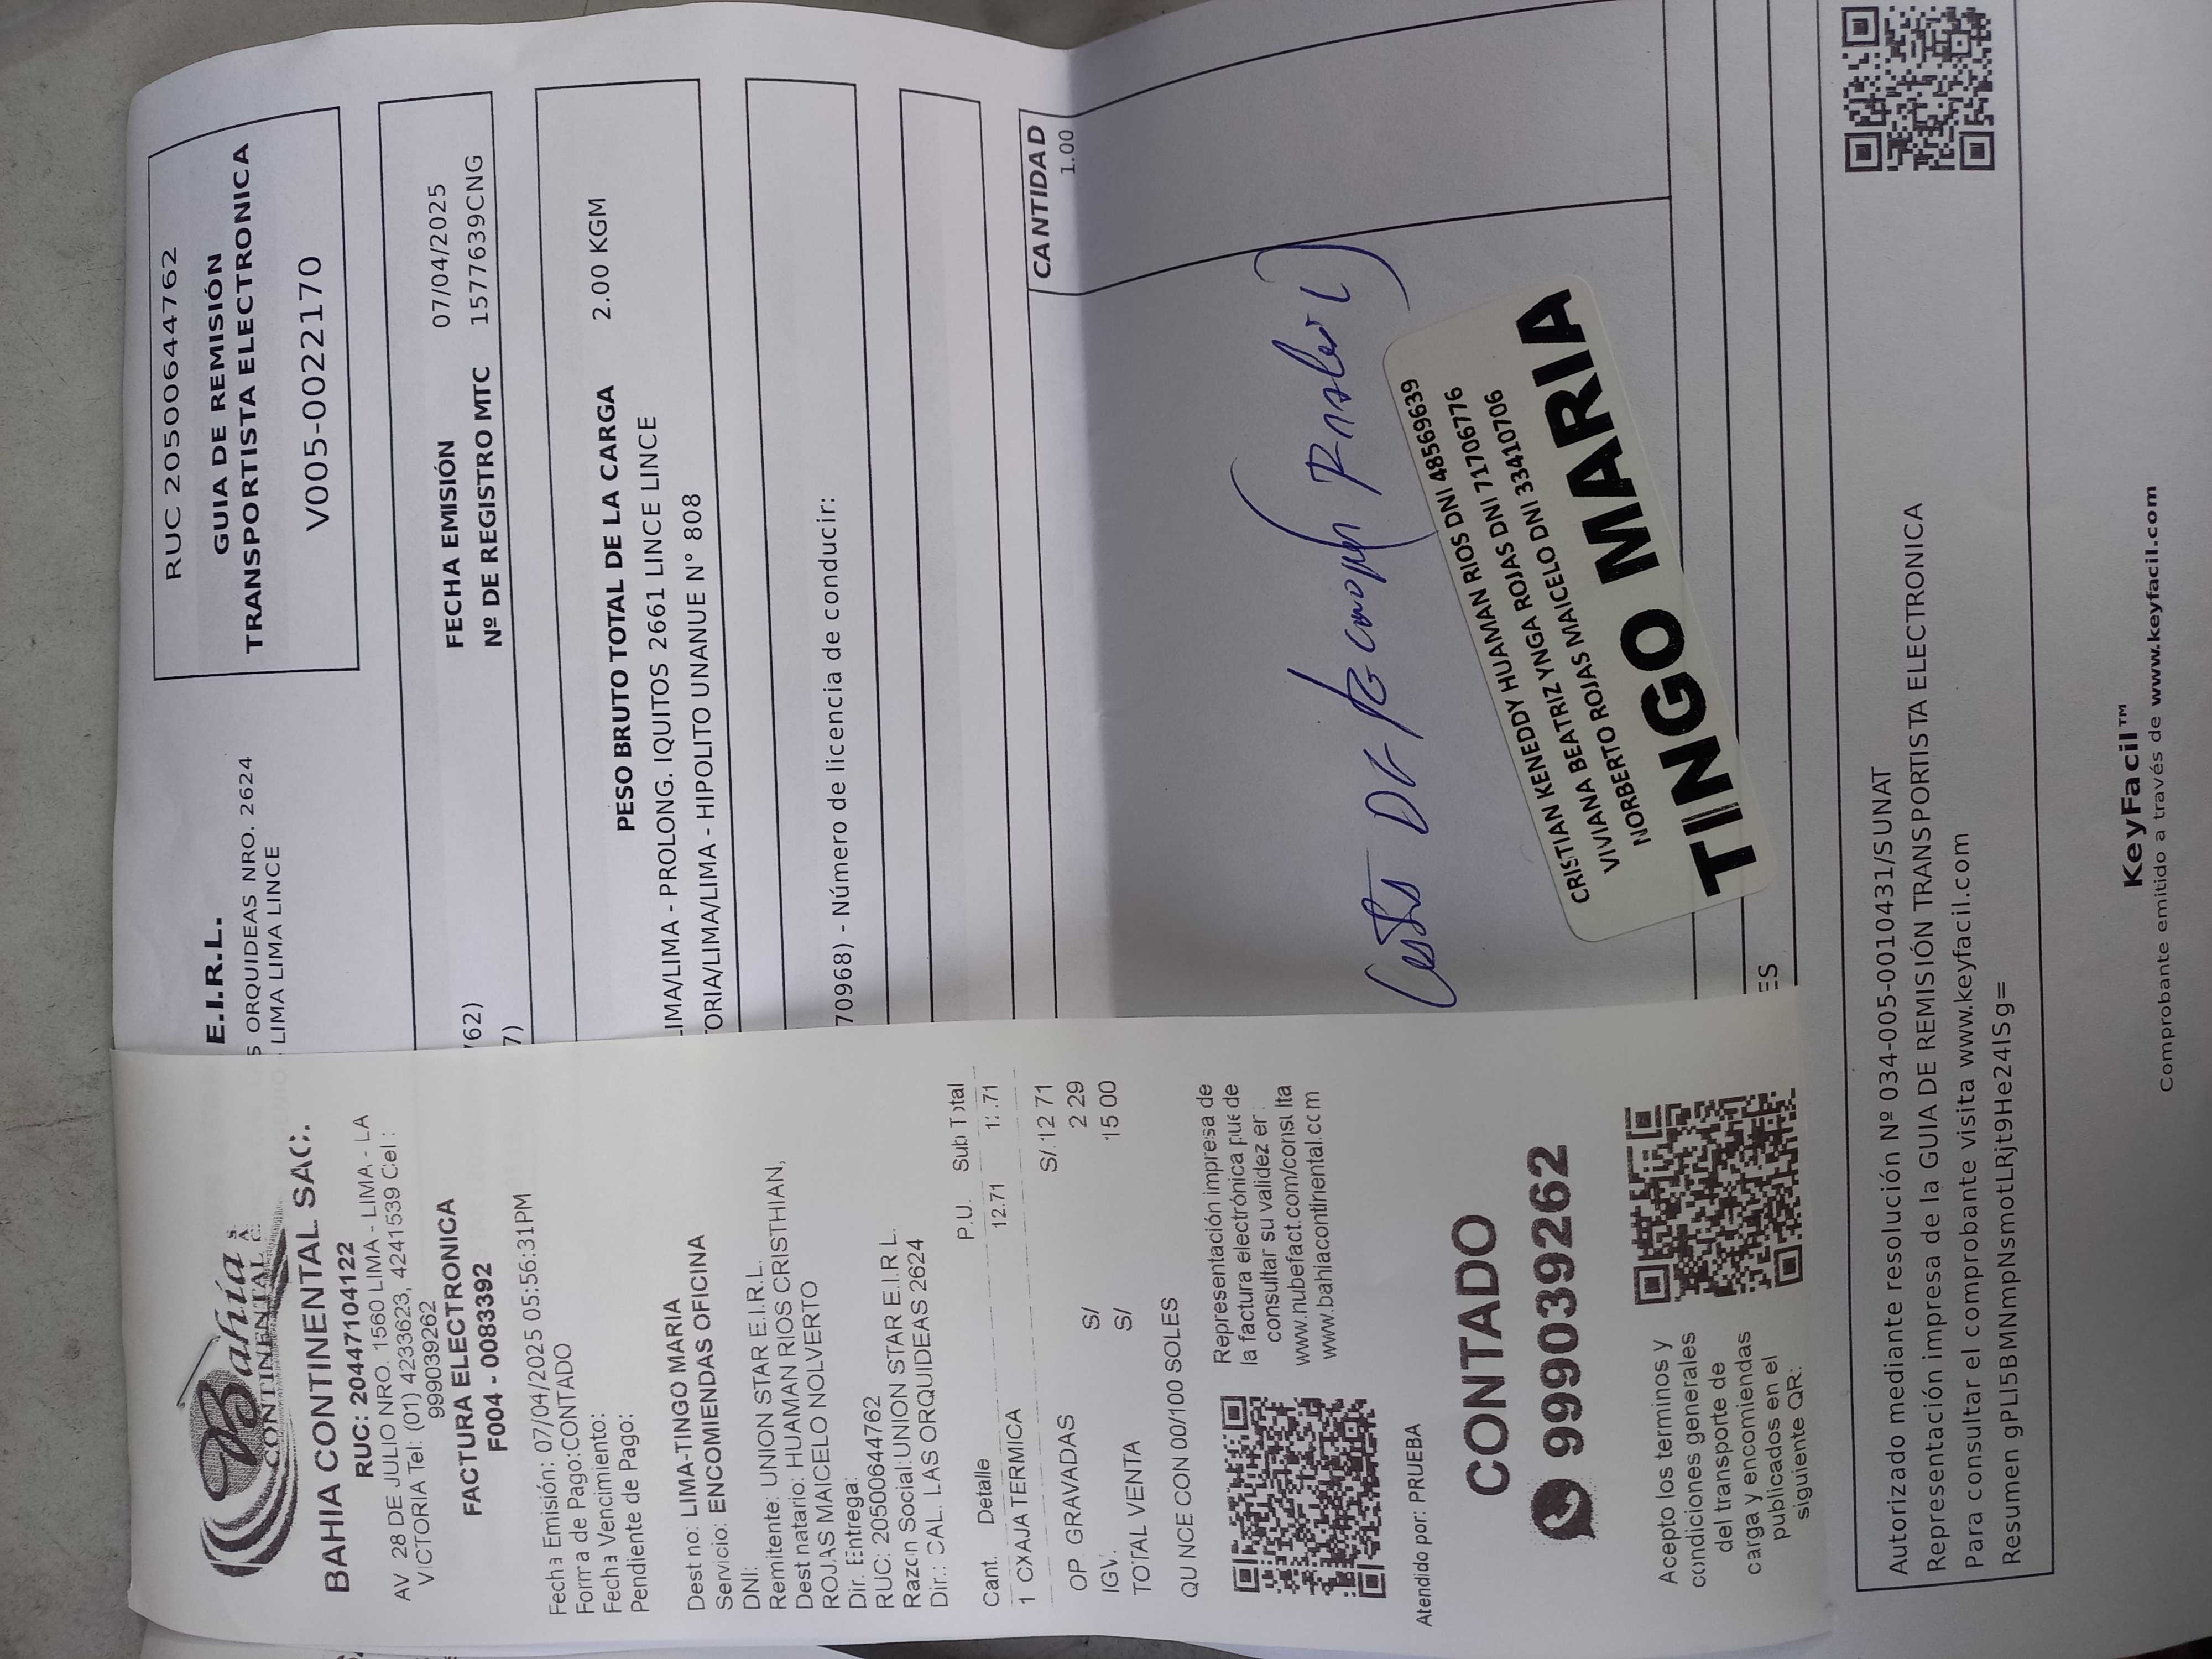 Bahía
CONTINENTAL S.A.C.
BAHIA CONTINENTAL SAC.
RUC: 20447104122
AV 28 DE JULIO NRO. 1560 LIMA - LIMA - LA
VICTORIA Tel: (01) 4233623, 4241539 Cel :
999039262
FACTURA ELECTRONICA
F004 - 0083392
Fecha Emisión: 07/04/2025 05:56:31PM
Forma de Pago:CONTADO
Fecha Vencimiento:
Pendiente de Pago:
Destino: LIMA-TINGO MARIA
Servicio: ENCOMIENDAS OFICINA
DNI:
Remitente: UNION STAR E.I.R.L.
Destinatario: HUAMAN RIOS CRISTHIAN,
ROJAS MAICELO NOLVERTO
Dir. Entrega:
RUC: 20500644762
Razón Social:UNION STAR E.I.R.L.
Dir.: CAL. LAS ORQUIDEAS 2624
Cant. Detalle P.U. Sub Total
1 CXAJA TERMICA 12.71 12.71
OP GRAVADAS S/. 12 71
IGV. S/ 2 29
TOTAL VENTA S/ 15 00
QUINCE CON 00/100 SOLES
Representación impresa de
la factura electrónica puede
consultar su validez en
www.nubefact.com/consulta
www.bahiacontinental.com
Atendido por: PRUEBA
CONTADO
999039262
Acepto los terminos y
condiciones generales
del transporte de
carga y encomiendas
publicados en el
siguiente QR:
E.I.R.L.
S ORQUIDEAS NRO. 2624
LIMA LIMA LINCE
RUC 20500644762
GUIA DE REMISIÓN
TRANSPORTISTA ELECTRONICA
V005-0022170
62)
7)
FECHA EMISIÓN 07/04/2025
Nº DE REGISTRO MTC 1577639CNG
PESO BRUTO TOTAL DE LA CARGA 2.00 KGM
IMA/LIMA - PROLONG. IQUITOS 2661 LINCE LINCE
ORIA/LIMA/LIMA - HIPOLITO UNANUE N° 808
70968) - Número de licencia de conducir:
CANTIDAD
1.00
CRISTIAN KENEDDY HUAMAN RIOS DNI 48569639
VIVIANA BEATRIZ YNGA ROJAS DNI 71706776
NORBERTO ROJAS MAICELO DNI 33410706
TINGO MARIA
ES
Autorizado mediante resolución Nº 034-005-0010431/SUNAT
Representación impresa de la GUIA DE REMISIÓN TRANSPORTISTA ELECTRONICA
Para consultar el comprobante visita www.keyfacil.com
Resumen gPLI5BMNmpNsmotLRjt9He24ISg=
KeyFacil™
Comprobante emitido a través de www.keyfacil.com